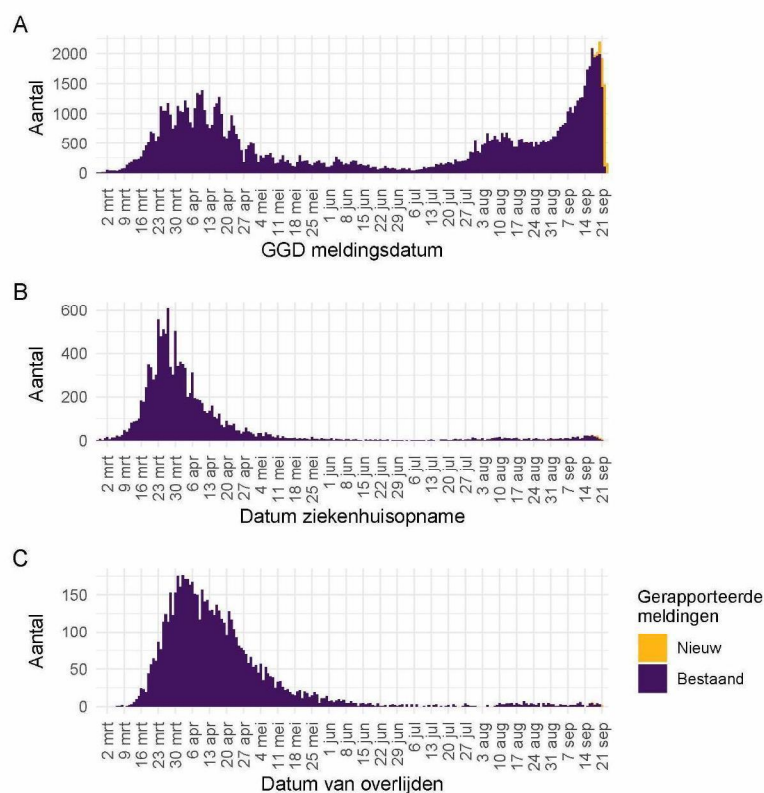 A
Aantal
2000
1500
1000
500
0
2 mrt
9 mrt
16 mrt
23 mrt
30 mrt
6 apr
13 apr
20 apr
27 apr
4 mei
11 mei
18 mei
25 mei
1 jun
8 jun
15 jun
22 jun
29 jun
6 jul
13 jul
20 jul
27 jul
3 aug
10 aug
17 aug
24 aug
31 aug
7 sep
14 sep
21 sep
GGD meldingsdatum
B
Aantal
600
400
200
0
2 mrt
9 mrt
16 mrt
23 mrt
30 mrt
6 apr
13 apr
20 apr
27 apr
4 mei
11 mei
18 mei
25 mei
1 jun
8 jun
15 jun
22 jun
29 jun
6 jul
13 jul
20 jul
27 jul
3 aug
10 aug
17 aug
24 aug
31 aug
7 sep
14 sep
21 sep
Datum ziekenhuisopname
C
Aantal
150
100
50
0
2 mrt
9 mrt
16 mrt
23 mrt
30 mrt
6 apr
13 apr
20 apr
27 apr
4 mei
11 mei
18 mei
25 mei
1 jun
8 jun
15 jun
22 jun
29 jun
6 jul
13 jul
20 jul
27 jul
3 aug
10 aug
17 aug
24 aug
31 aug
7 sep
14 sep
21 sep
Datum van overlijden
Gerapporteerde
meldingen
Nieuw
Bestaand